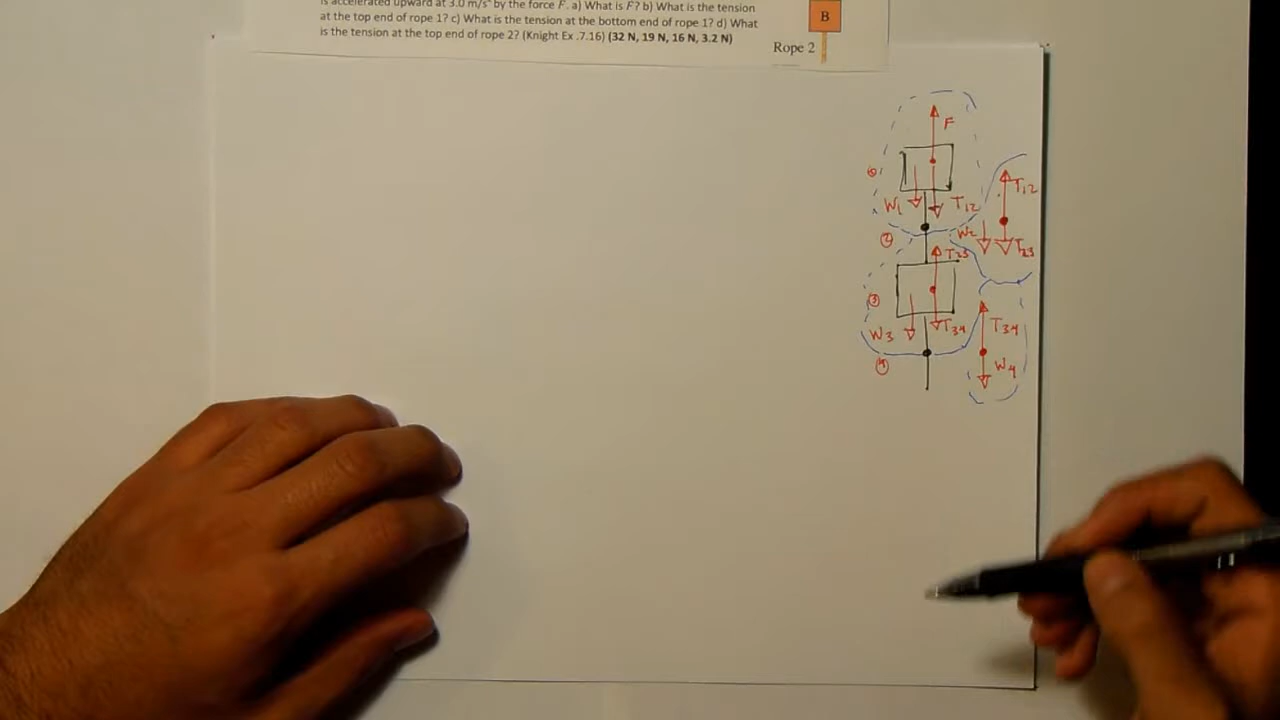 is accelerated upward at 3.0 m/s² by the force F. a) What is F? b) What is the tension
at the top end of rope 1? c) What is the tension at the bottom end of rope 1? d) What
is the tension at the top end of rope 2? (Knight Ex .7.16) (32 N, 19 N, 16 N, 3.2 N)
B
Rope 2
F
W1
T12
T12
②
W2
T23
T23
③
W3
T34
T34
④
W4